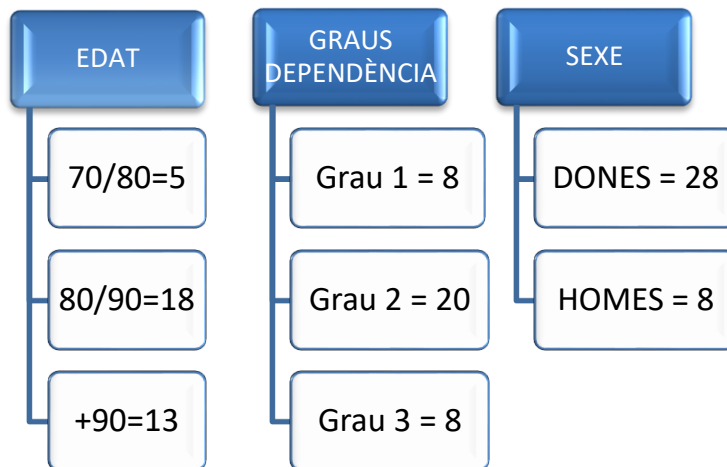 EDAT
70/80=5
80/90=18
+90=13
GRAUS
DEPENDÈNCIA
Grau 1 = 8
Grau 2 = 20
Grau 3 = 8
SEXE
DONES = 28
HOMES = 8